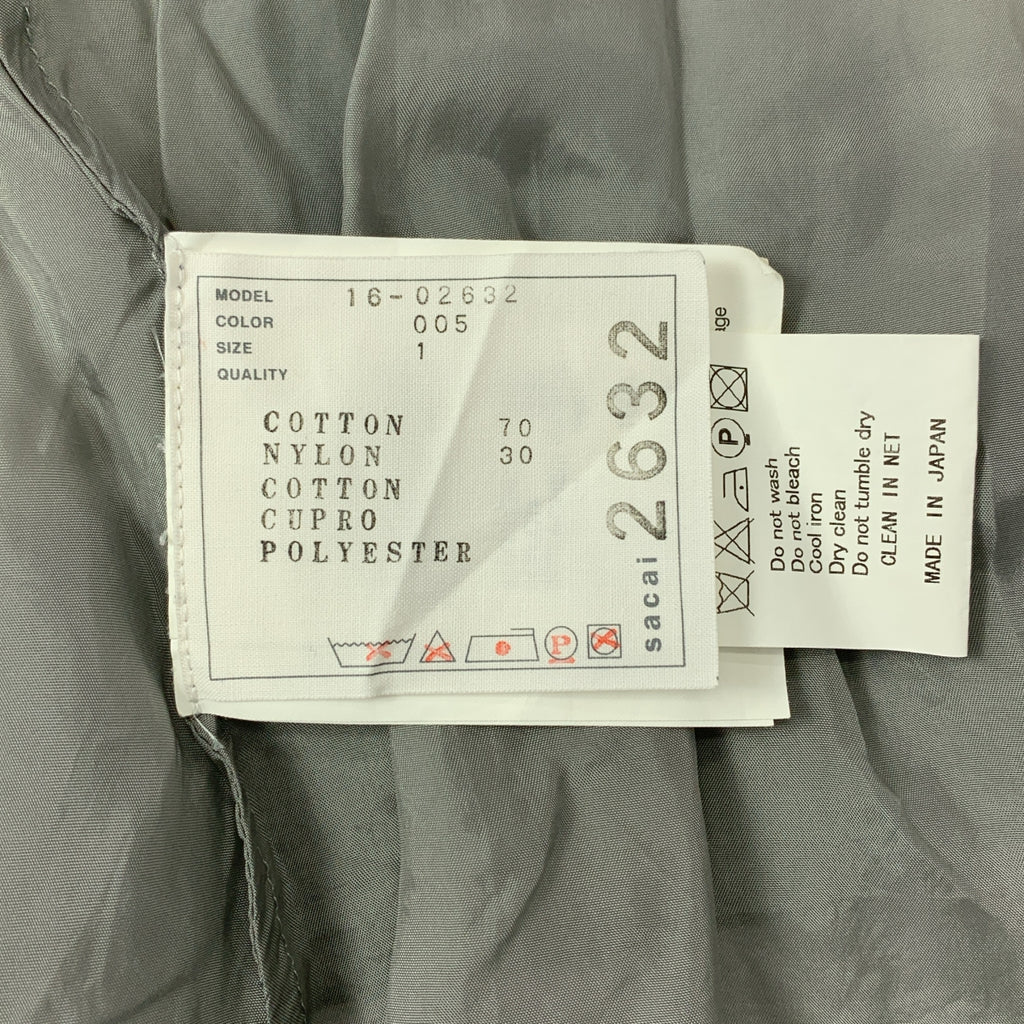 MODEL 16-02632
COLOR 005
SIZE 1
QUALITY
COTTON 70
NYLON 30
COTTON
CUPRO
POLYESTER
P
sacai 2632
age
P
Do not wash
Do not bleach
Cool iron
Dry clean
Do not tumble dry
CLEAN IN NET
MADE IN JAPAN